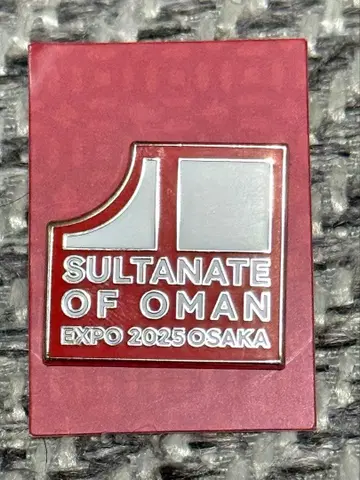 SULTANATE
OF OMAN
EXPO 2025 OSAKA